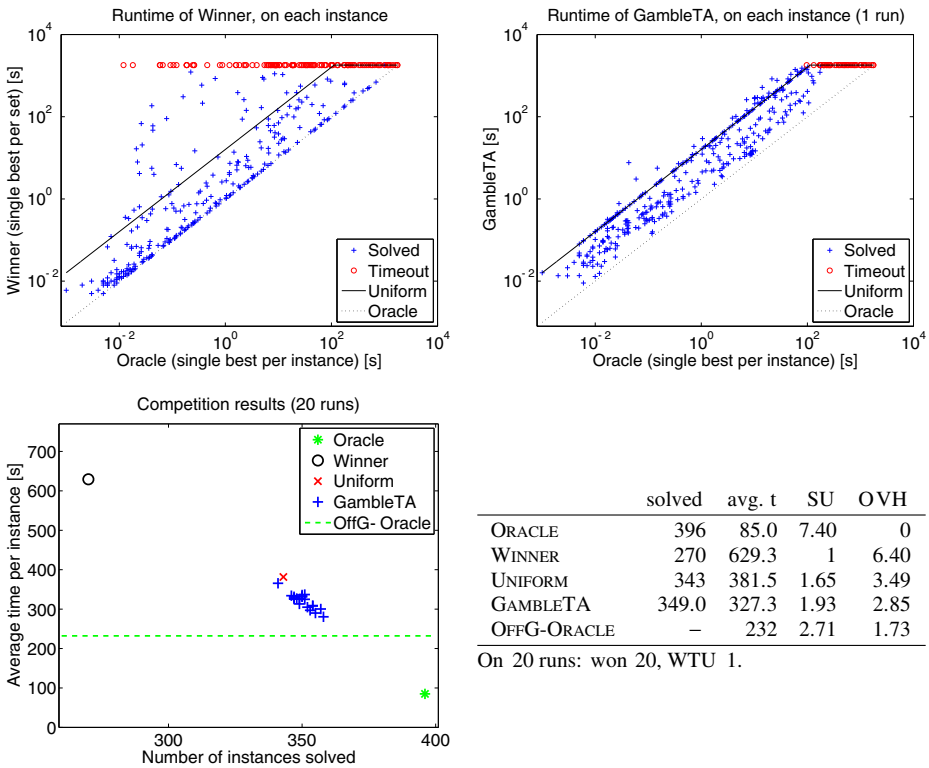 Runtime of Winner, on each instance
Winner (single best per set) [s]
10^4
10^2
10^0
10^-2
10^-2 10^0 10^2 10^4
Oracle (single best per instance) [s]
Solved
Timeout
Uniform
Oracle
Runtime of GambleTA, on each instance (1 run)
GambleTA [s]
10^4
10^2
10^0
10^-2
10^-2 10^0 10^2 10^4
Oracle (single best per instance) [s]
Solved
Timeout
Uniform
Oracle
Competition results (20 runs)
Average time per instance [s]
700
600
500
400
300
200
100
0
300 350 400
Number of instances solved
Oracle
Winner
Uniform
GambleTA
OffG- Oracle
solved avg. t SU OVH
ORACLE 396 85.0 7.40 0
WINNER 270 629.3 1 6.40
UNIFORM 343 381.5 1.65 3.49
GAMBLETA 349.0 327.3 1.93 2.85
OFFG-ORACLE – 232 2.71 1.73
On 20 runs: won 20, WTU 1.